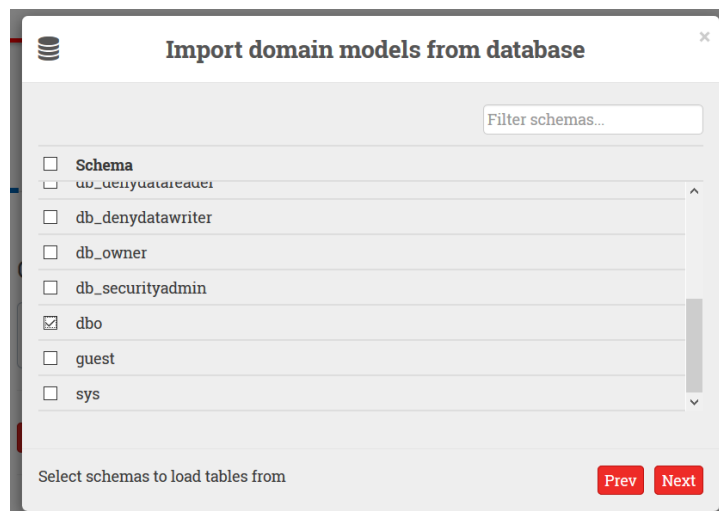 Import domain models from database
×
Filter schemas...
Schema
db_denydatareader
db_denydatawriter
db_owner
db_securityadmin
dbo
guest
sys
Select schemas to load tables from
Prev
Next